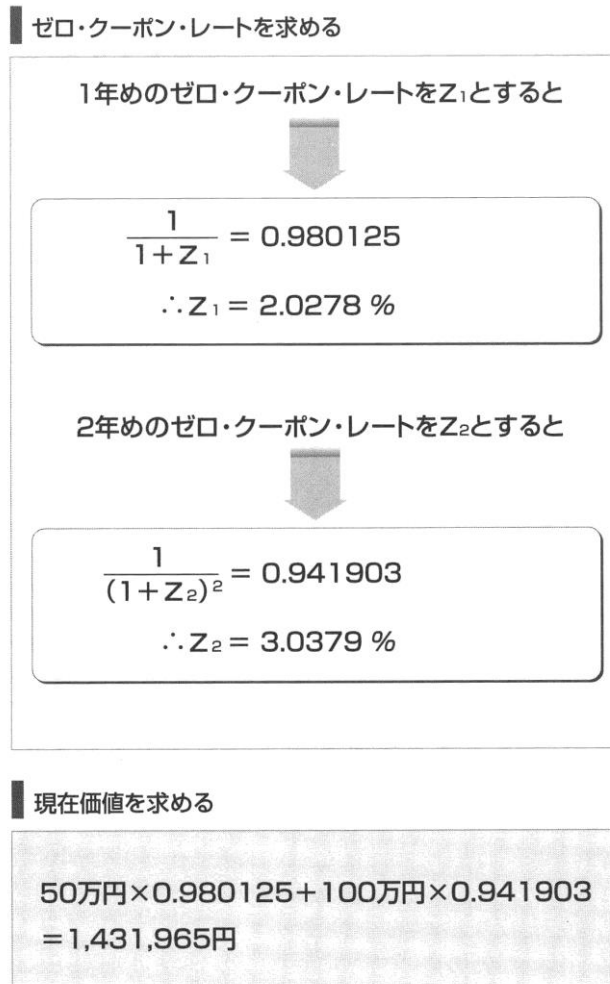 ゼロ・クーポン・レートを求める
1年めのゼロ・クーポン・レートをZ₁とすると
1
1+Z₁
= 0.980125
∴Z₁ = 2.0278 %
2年めのゼロ・クーポン・レートをZ₂とすると
1
(1+Z₂)²
= 0.941903
∴Z₂ = 3.0379 %
現在価値を求める
50万円×0.980125+100万円×0.941903
=1,431,965円